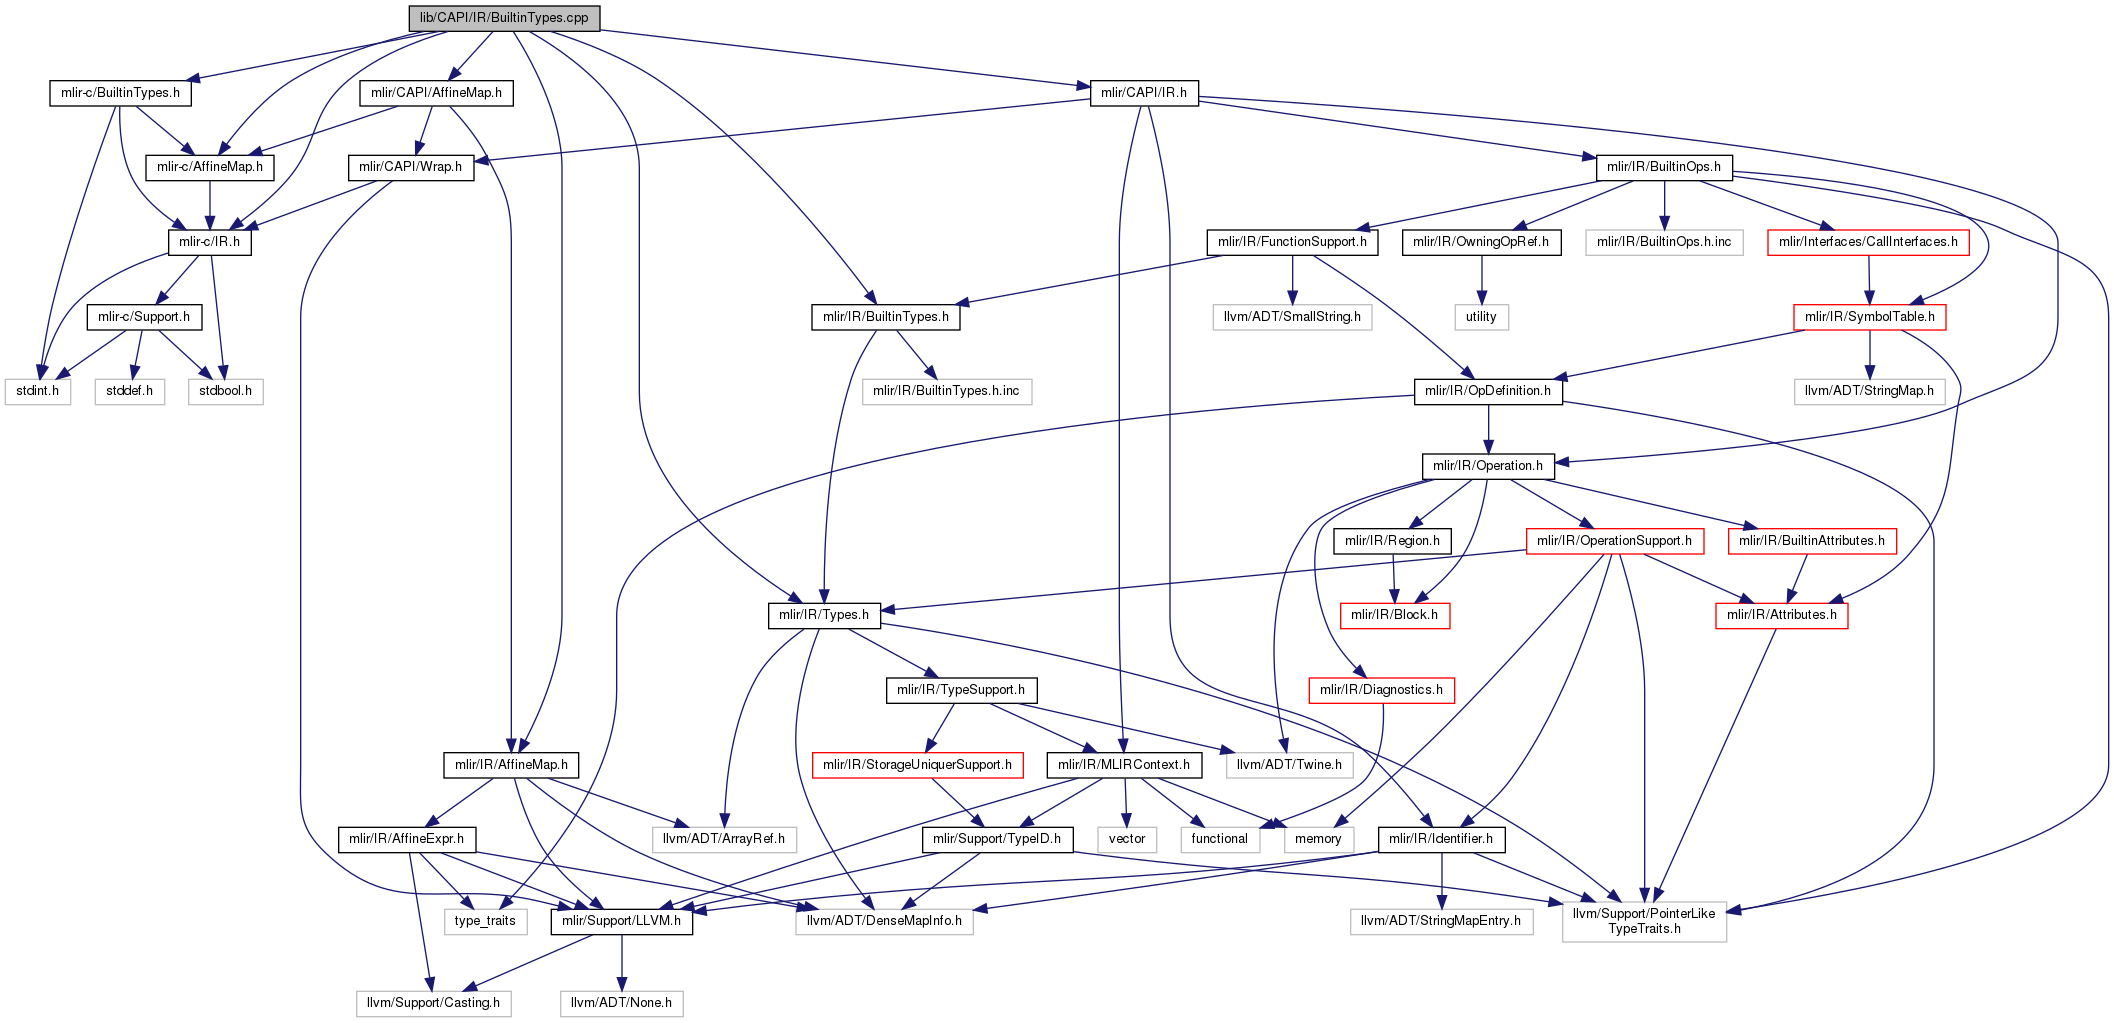 lib/CAPI/IR/BuiltinTypes.cpp
mlir-c/BuiltinTypes.h
mlir/CAPI/AffineMap.h
mlir/CAPI/IR.h
mlir-c/AffineMap.h
mlir/CAPI/Wrap.h
mlir/IR/BuiltinOps.h
mlir-c/IR.h
mlir/IR/FunctionSupport.h
mlir/IR/OwningOpRef.h
mlir/IR/BuiltinOps.h.inc
mlir/Interfaces/CallInterfaces.h
mlir-c/Support.h
mlir/IR/BuiltinTypes.h
llvm/ADT/SmallString.h
utility
mlir/IR/SymbolTable.h
stdint.h
stddef.h
stdbool.h
mlir/IR/BuiltinTypes.h.inc
mlir/IR/OpDefinition.h
llvm/ADT/StringMap.h
mlir/IR/Operation.h
mlir/IR/Region.h
mlir/IR/OperationSupport.h
mlir/IR/BuiltinAttributes.h
mlir/IR/Types.h
mlir/IR/Block.h
mlir/IR/Attributes.h
mlir/IR/TypeSupport.h
mlir/IR/Diagnostics.h
mlir/IR/AffineMap.h
mlir/IR/StorageUniquerSupport.h
mlir/IR/MLIRContext.h
llvm/ADT/Twine.h
mlir/IR/AffineExpr.h
llvm/ADT/ArrayRef.h
mlir/Support/TypeID.h
vector
functional
memory
mlir/IR/Identifier.h
type_traits
mlir/Support/LLVM.h
llvm/ADT/DenseMapInfo.h
llvm/ADT/StringMapEntry.h
llvm/Support/PointerLike
TypeTraits.h
llvm/Support/Casting.h
llvm/ADT/None.h